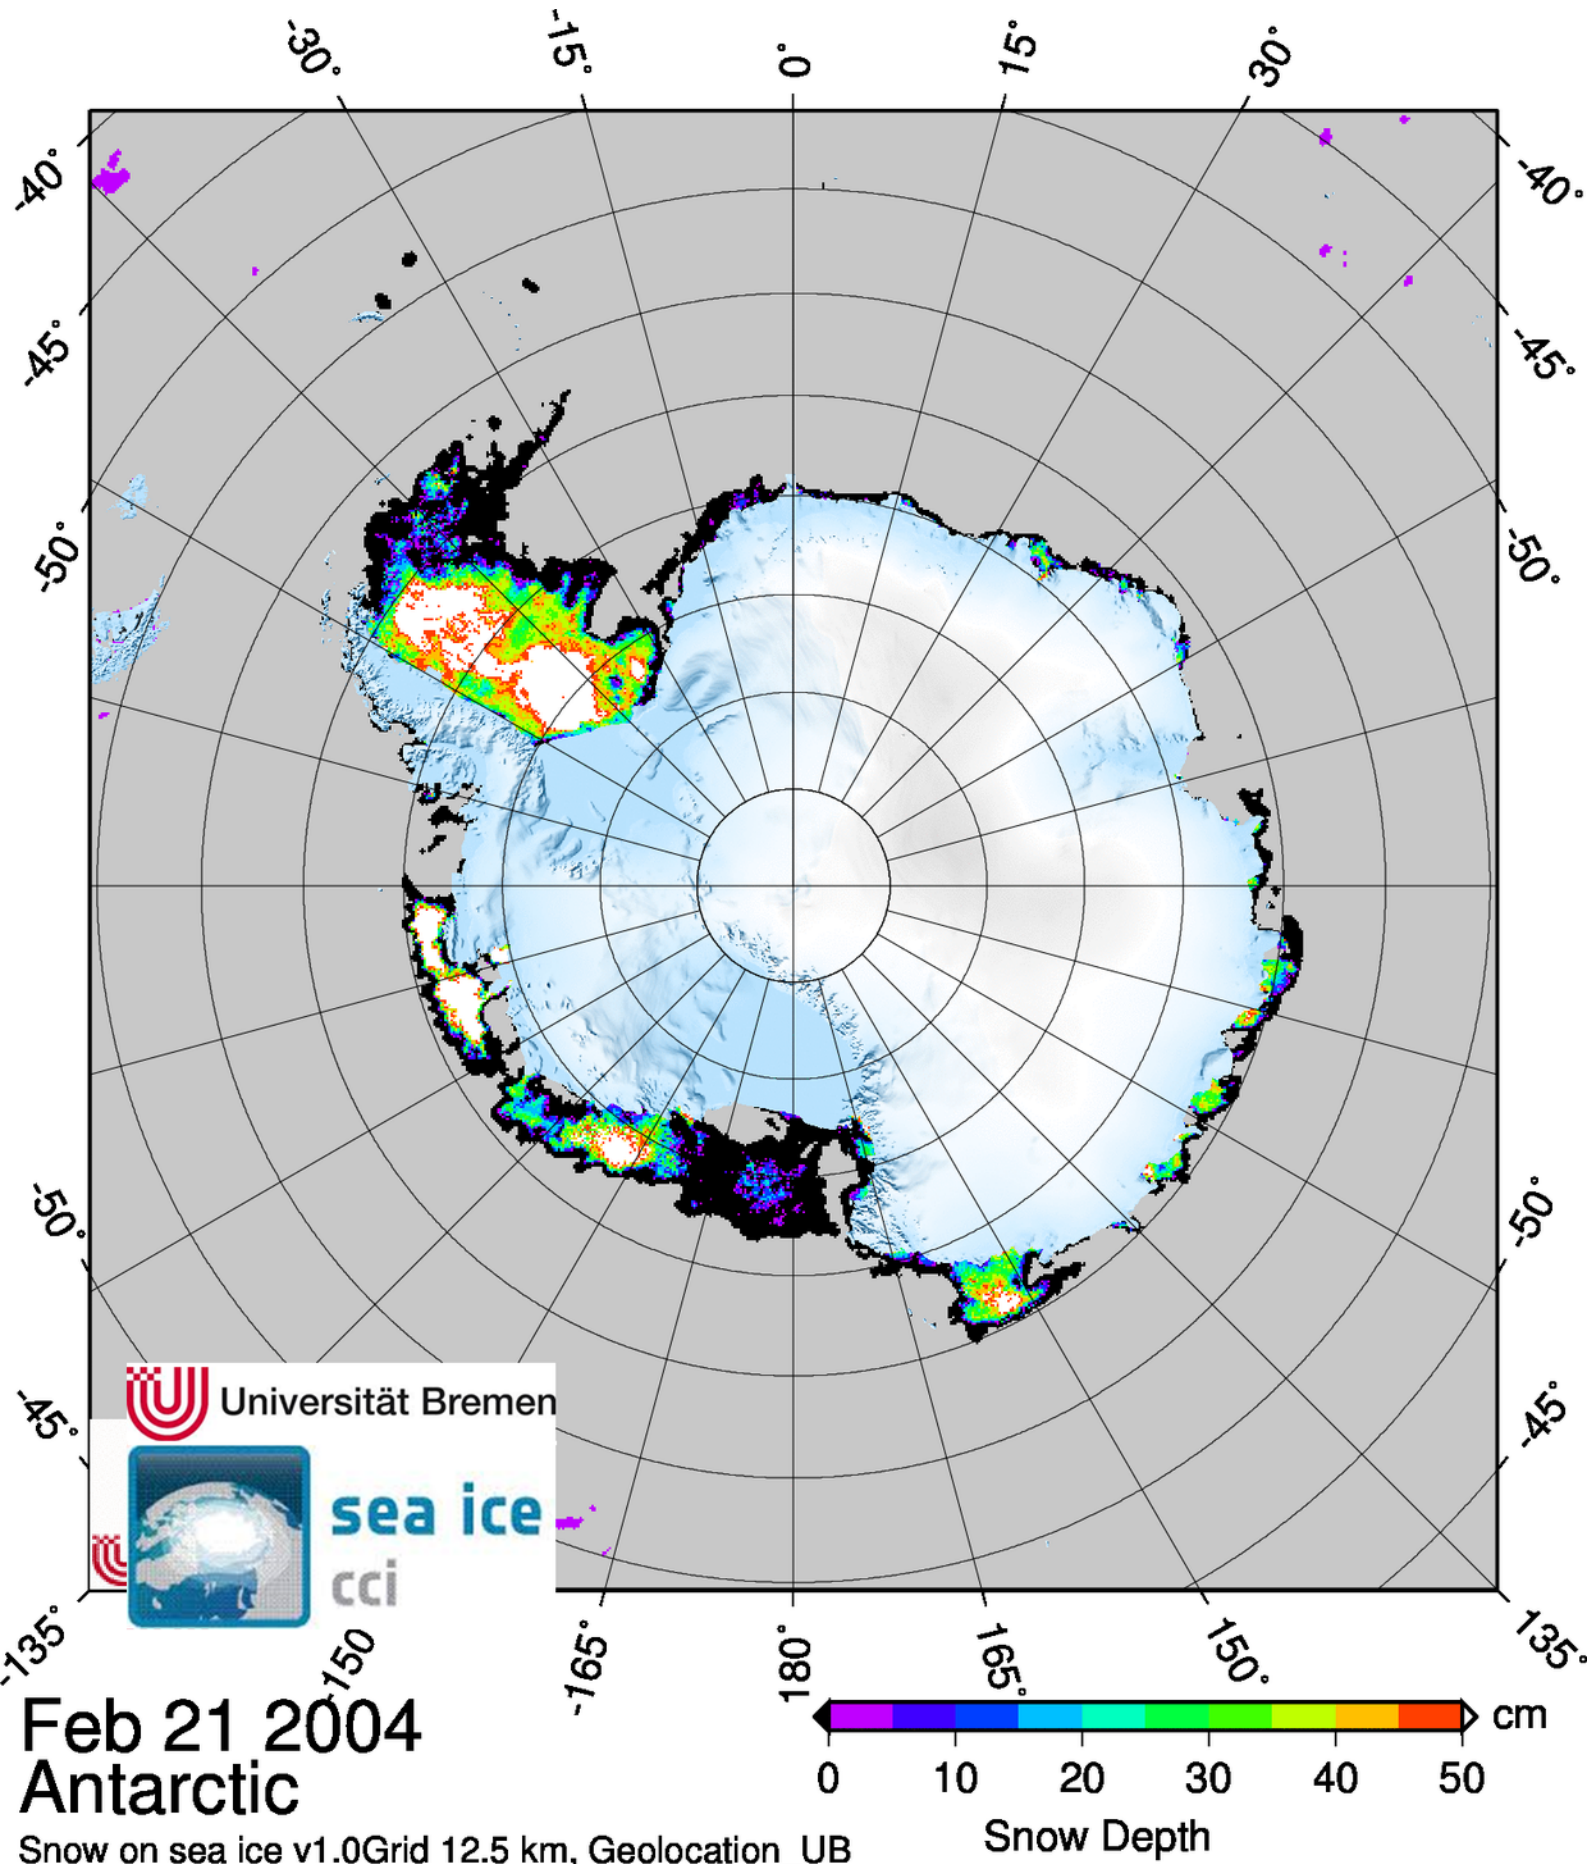 -30°
-15°
0°
15°
30°
-40°
-40°
-45°
-45°
-50°
-50°
-50°
-50°
-45°
-45°
Universität Bremen
sea ice
cci
-135°
-150
-165°
180°
165°
150°
135°
Feb 21 2004
Antarctic
Snow on sea ice v1.0Grid 12.5 km, Geolocation UB
cm
0 10 20 30 40 50
Snow Depth